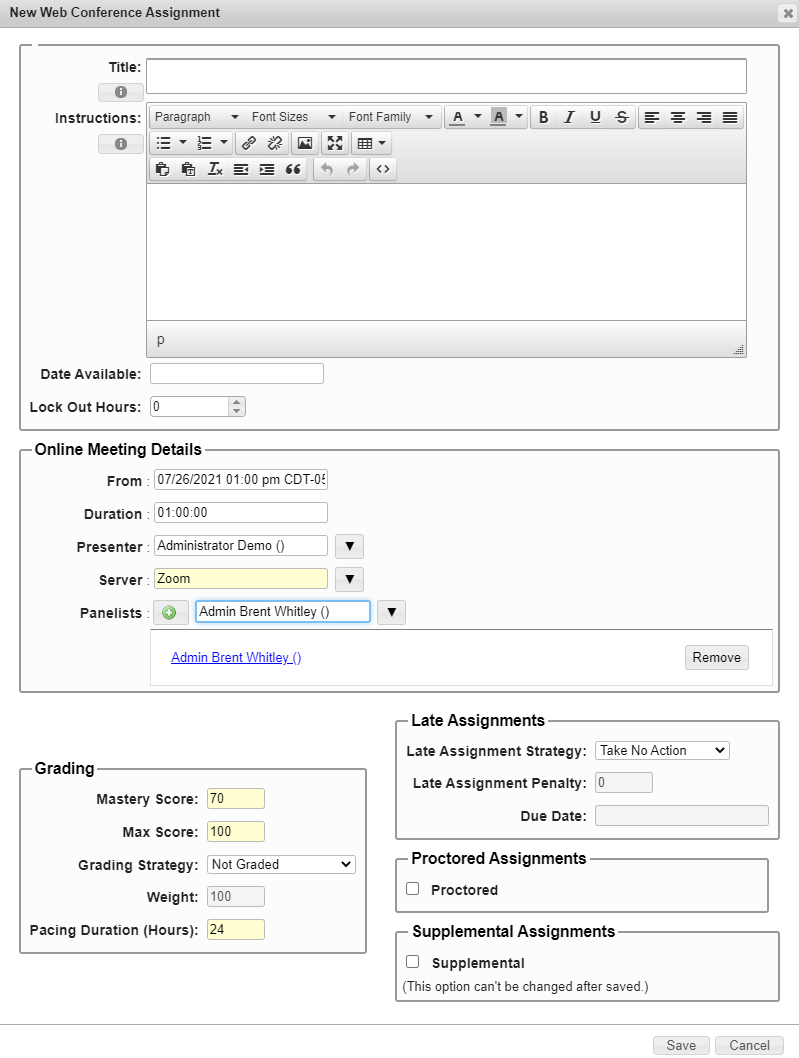 New Web Conference Assignment
Title:
Instructions:
Paragraph Font Sizes Font Family A A B I U S
p
Date Available:
Lock Out Hours: 0
Online Meeting Details
From : 07/26/2021 01:00 pm CDT-05
Duration : 01:00:00
Presenter : Administrator Demo ()
Server : Zoom
Panelists : Admin Brent Whitley ()
Admin Brent Whitley () Remove
Late Assignments
Late Assignment Strategy: Take No Action
Late Assignment Penalty: 0
Due Date:
Grading
Mastery Score: 70
Max Score: 100
Grading Strategy: Not Graded
Weight: 100
Pacing Duration (Hours): 24
Proctored Assignments
Proctored
Supplemental Assignments
Supplemental
(This option can't be changed after saved.)
Save Cancel